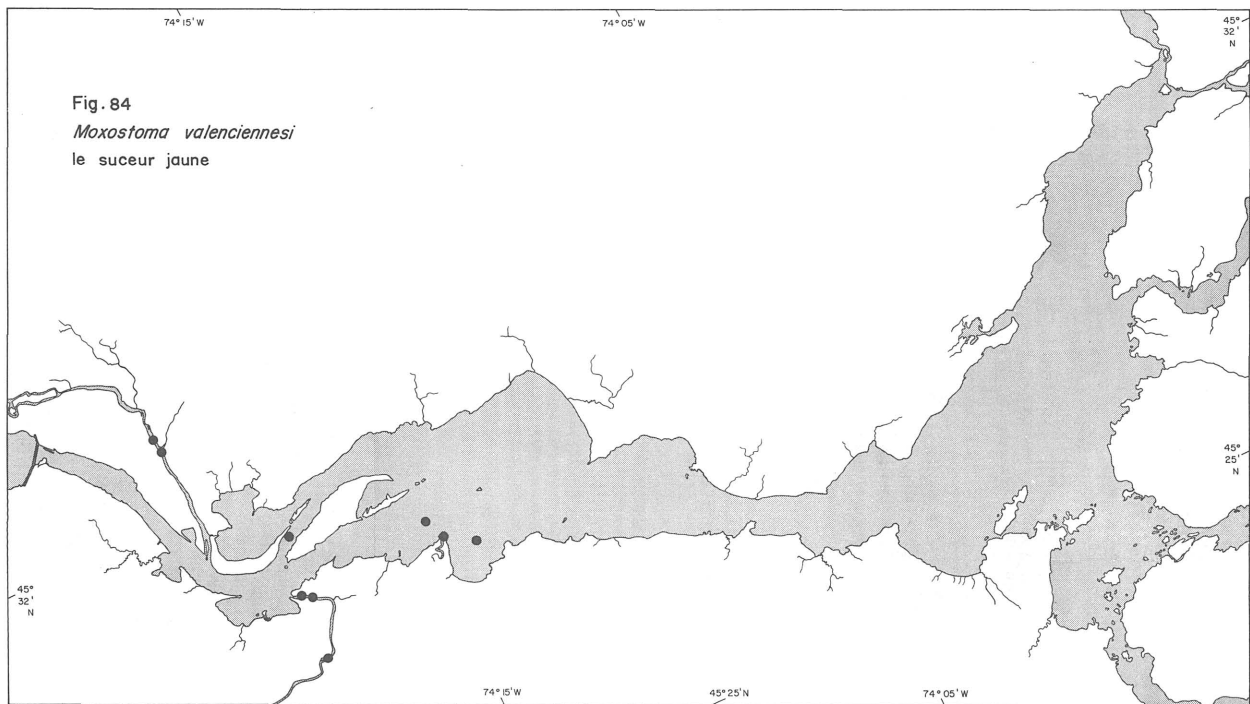 74° 15' W
74° 05' W
45°
32'
N
Fig. 84
Moxostoma valenciennesi
le suceur jaune
45°
25'
N
45°
32'
N
74° 15' W
45° 25' N
74° 05' W